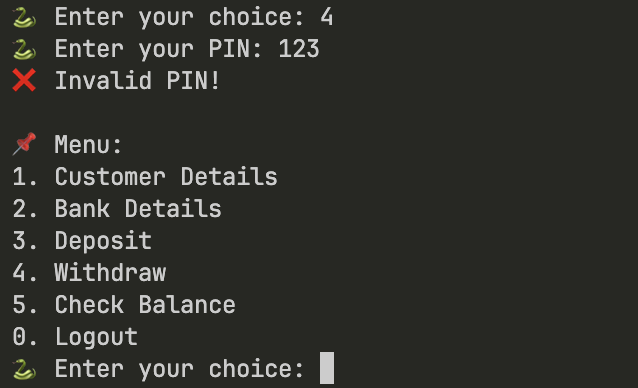 🐍 Enter your choice: 4
🐍 Enter your PIN: 123
❌ Invalid PIN!
📌 Menu:
1. Customer Details
2. Bank Details
3. Deposit
4. Withdraw
5. Check Balance
0. Logout
🐍 Enter your choice: